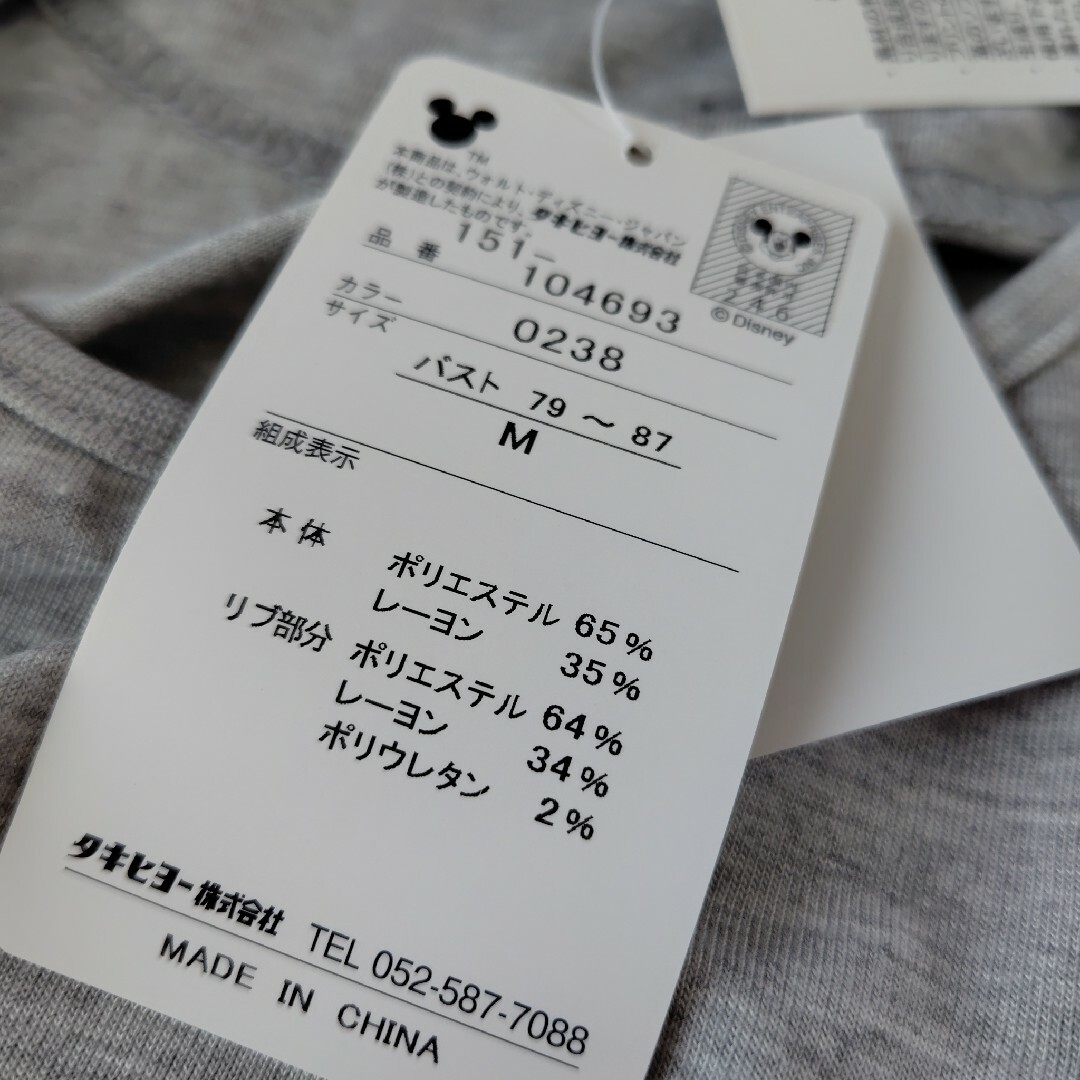 TM
本商品は、ウォルト・ディズニー・ジャパン
(株)との契約により、タキヒヨー株式会社
が製造したものです。
品番 151-
104693
カラー 0238
サイズ バスト 79 ~ 87
M
組成表示
本体 ポリエステル 65%
レーヨン 35%
リブ部分 ポリエステル 64%
レーヨン 34%
ポリウレタン 2%
タキヒヨー株式会社 TEL 052-587-7088
MADE IN CHINA
246
©Disney